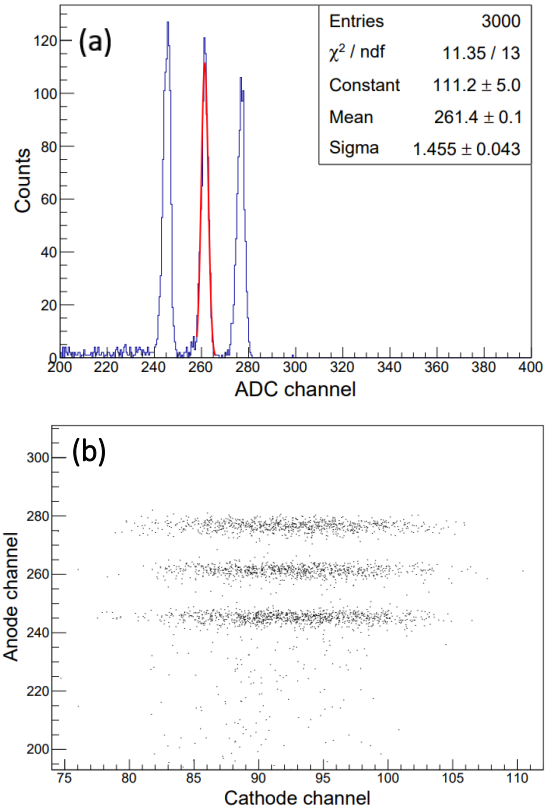 (a)
Entries 3000
χ² / ndf 11.35 / 13
Constant 111.2 ± 5.0
Mean 261.4 ± 0.1
Sigma 1.455 ± 0.043
Counts
120
100
80
60
40
20
0
200 220 240 260 280 300 320 340 360 380 400
ADC channel
(b)
Anode channel
300
280
260
240
220
200
75 80 85 90 95 100 105 110
Cathode channel